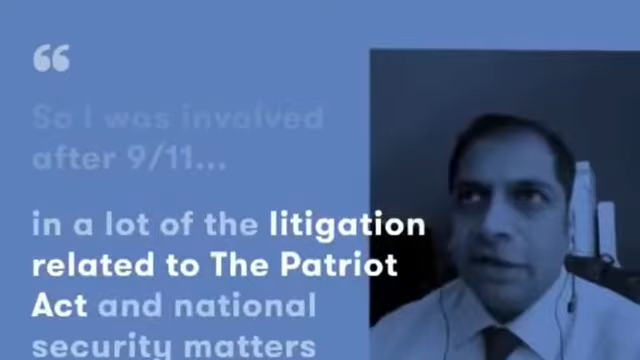 “
So I was involved
after 9/11...
in a lot of the litigation
related to The Patriot
Act and national
security matters